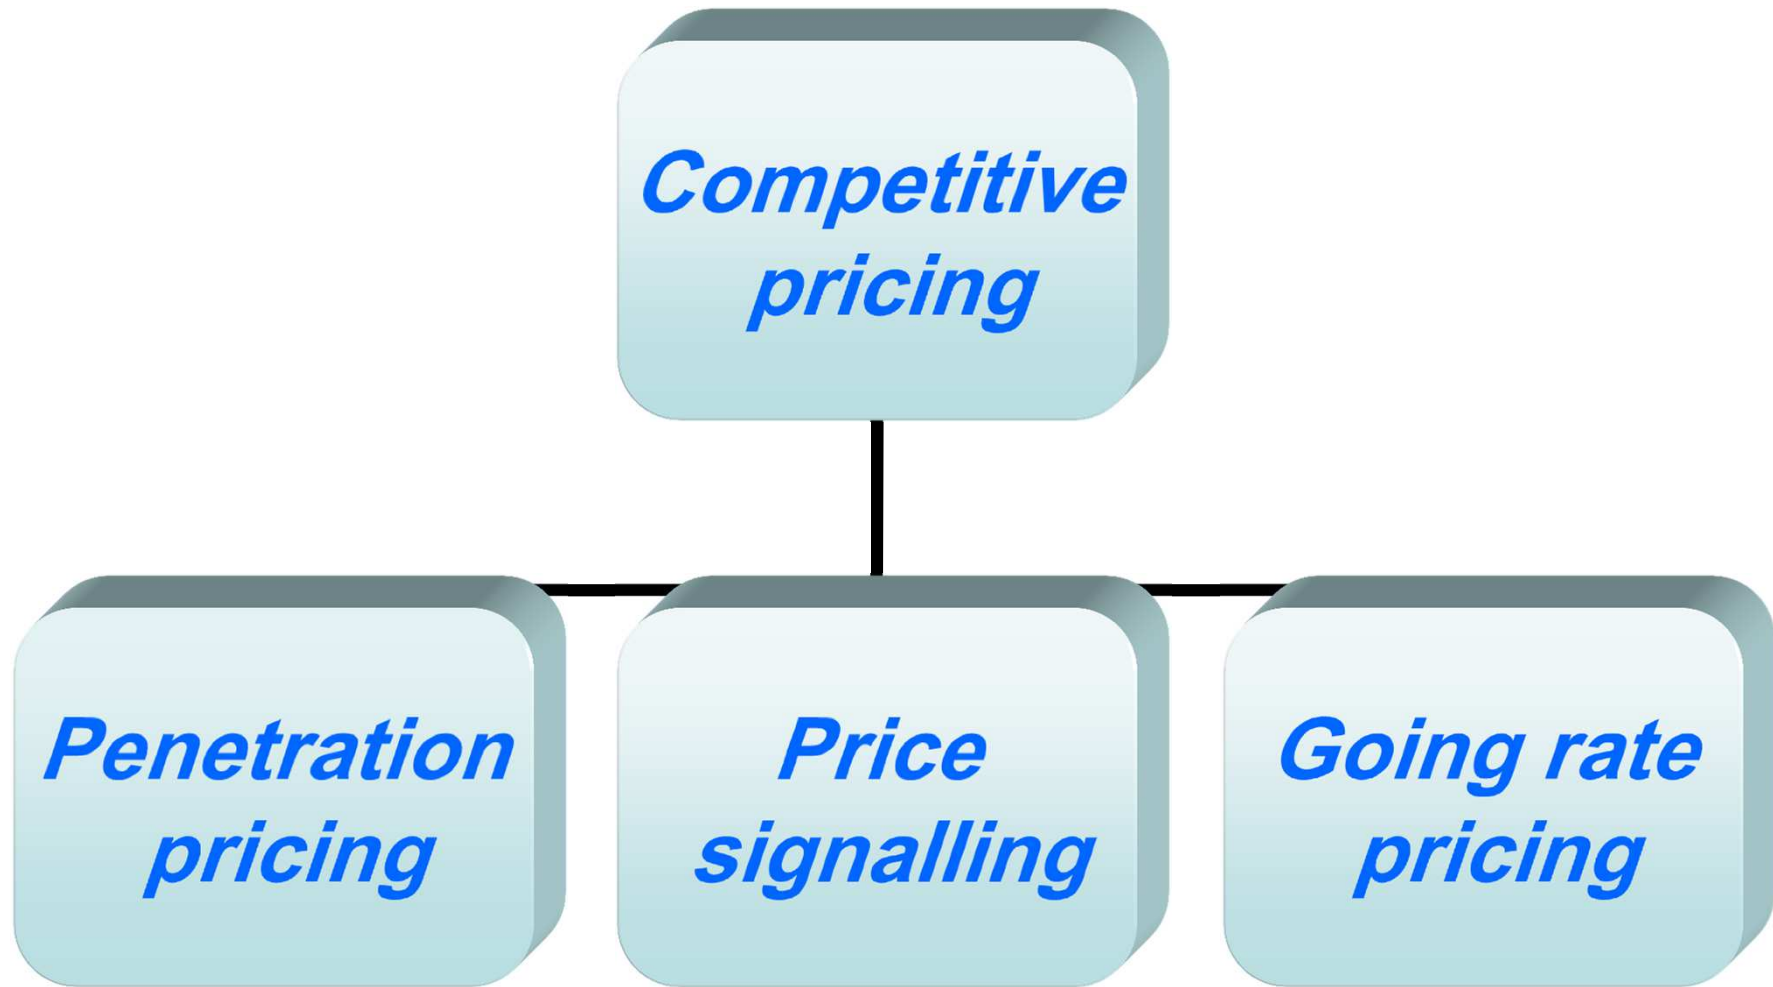 Competitive
pricing
Penetration
pricing
Price
signalling
Going rate
pricing